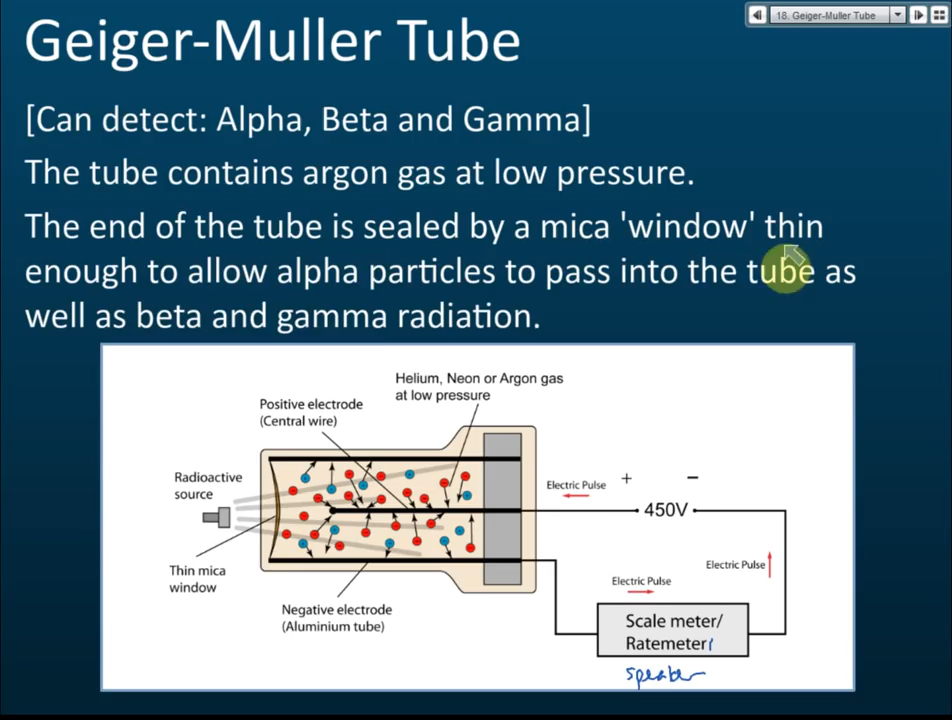 18. Geiger-Muller Tube
Geiger-Muller Tube
[Can detect: Alpha, Beta and Gamma]
The tube contains argon gas at low pressure.
The end of the tube is sealed by a mica 'window' thin
enough to allow alpha particles to pass into the tube as
well as beta and gamma radiation.
Helium, Neon or Argon gas
at low pressure
Positive electrode
(Central wire)
Radioactive
source
Electric Pulse
+
−
450V
Thin mica
window
Negative electrode
(Aluminium tube)
Electric Pulse
Electric Pulse
Scale meter/
Ratemeter/
speaker